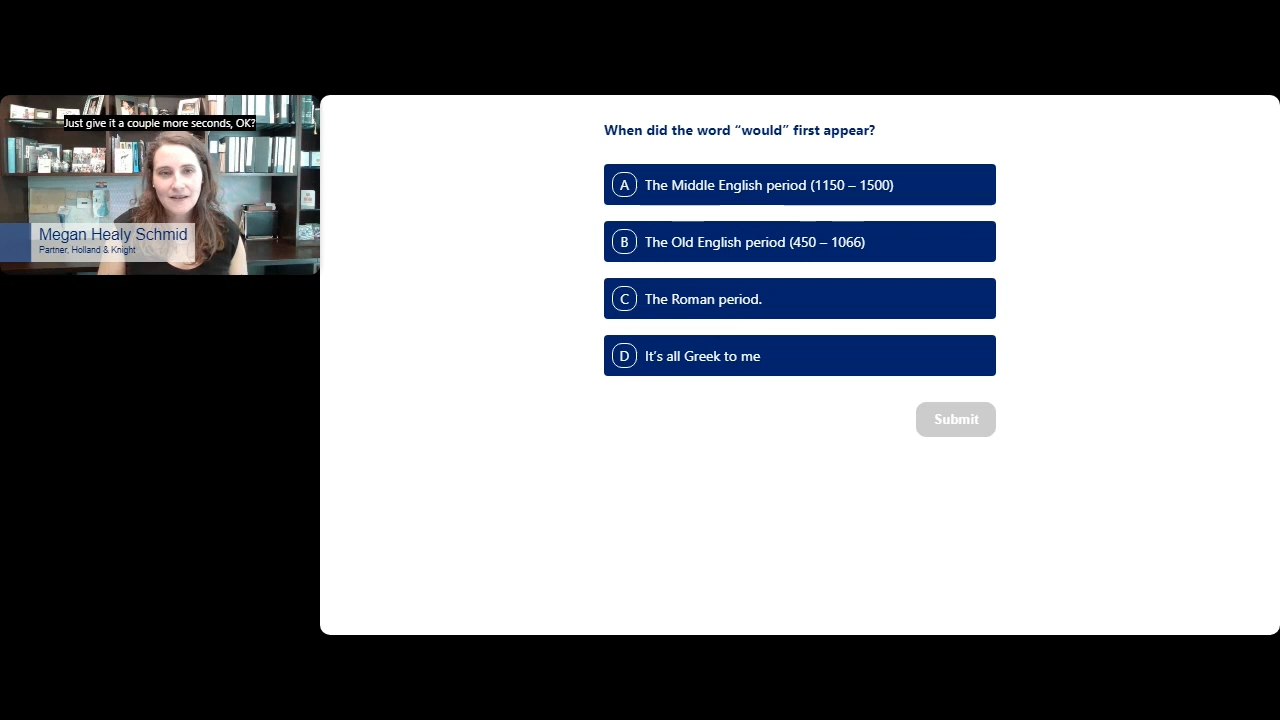 Just give it a couple more seconds, OK?
Megan Healy Schmid
Partner, Holland & Knight
When did the word “would” first appear?
A The Middle English period (1150 – 1500)
B The Old English period (450 – 1066)
C The Roman period.
D It's all Greek to me
Submit